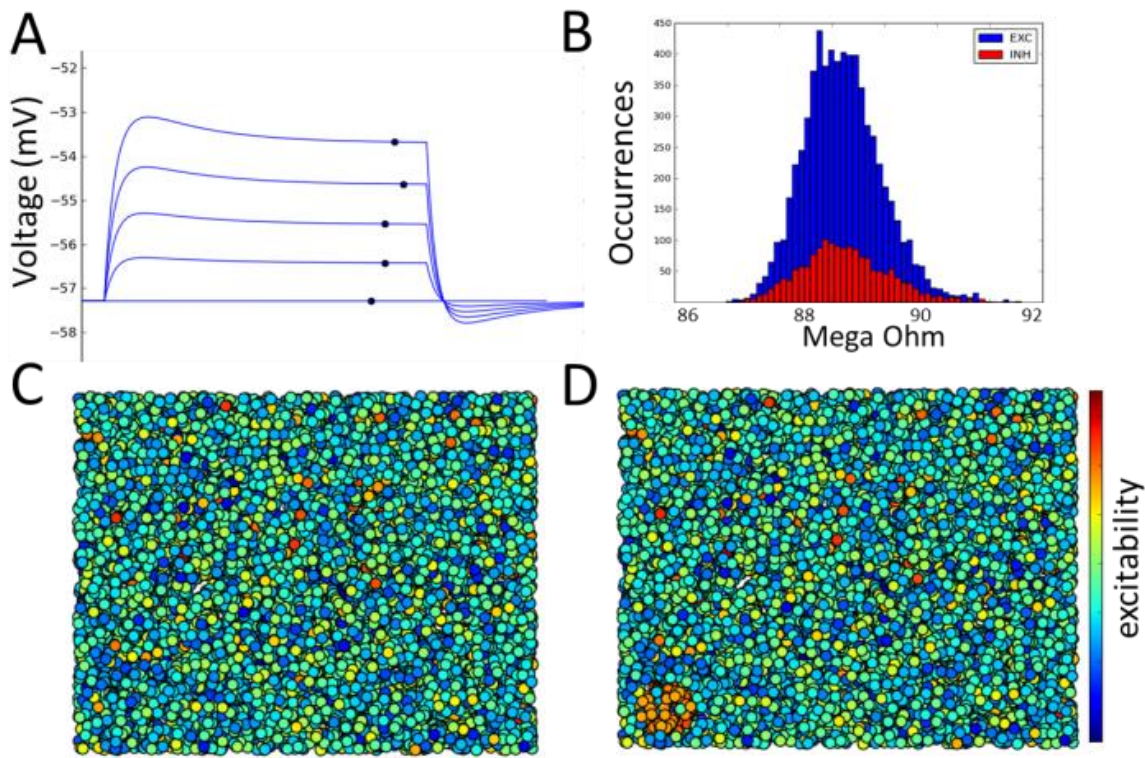 A
Voltage (mV)
−52
−53
−54
−55
−56
−57
−58
B
Occurrences
450
400
350
300
250
200
150
100
50
EXC
INH
86
88
90
92
Mega Ohm
C
D
excitability